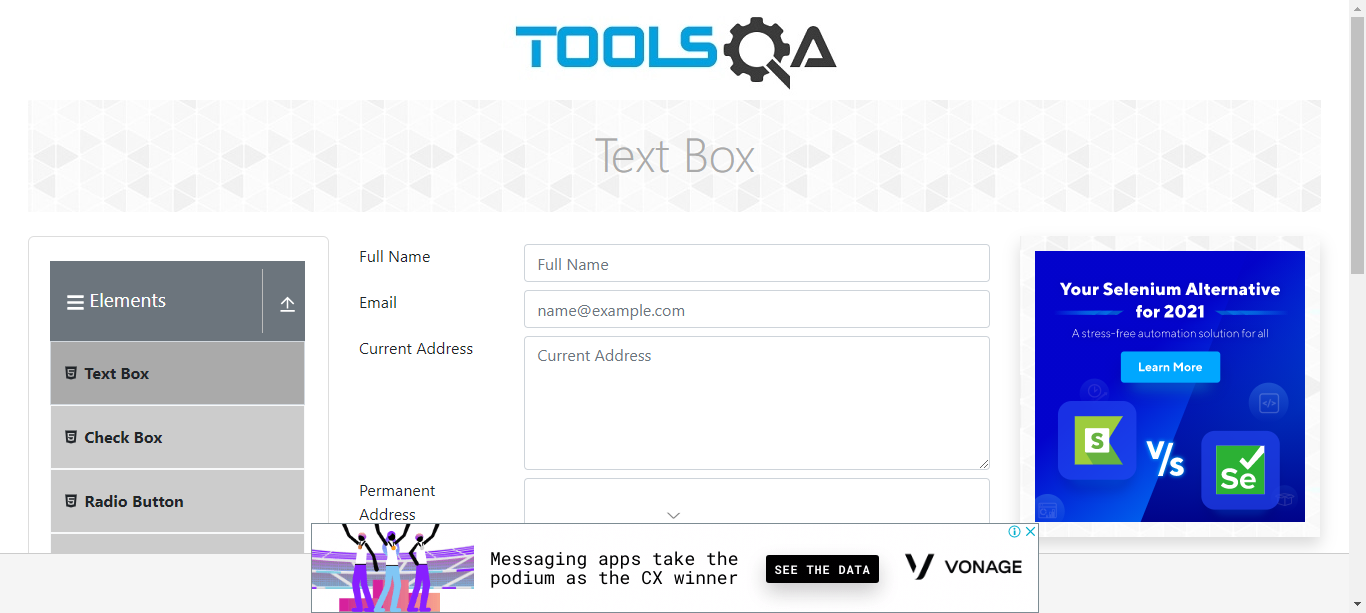 TOOLSQA
Text Box
Elements
Text Box
Check Box
Radio Button
Full Name
Full Name
Email
name@example.com
Current Address
Current Address
Permanent
Address
Your Selenium Alternative
for 2021
A stress-free automation solution for all
Learn More
S
V/s
Se
Messaging apps take the
podium as the CX winner
SEE THE DATA
VONAGE